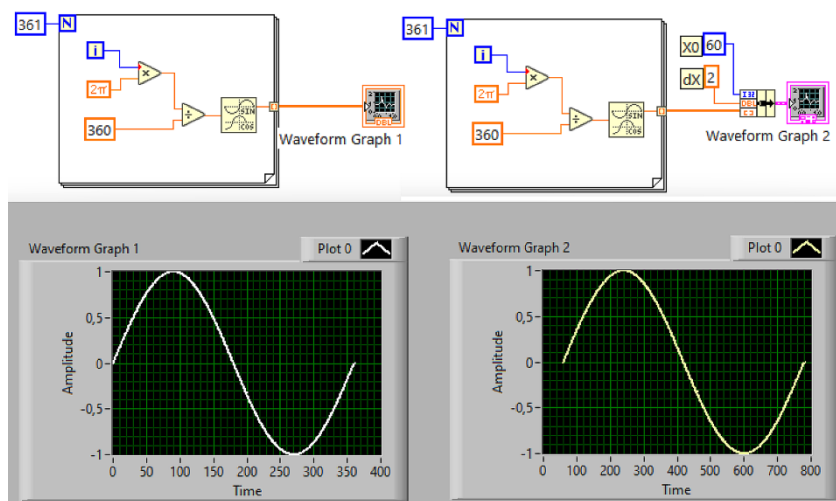 361 N
i
×
2π
÷
360
SIN
COS
DBL
Waveform Graph 1
361 N
i
×
2π
÷
360
SIN
COS
X0 60
dX 2
I32
DBL
Waveform Graph 2
Waveform Graph 1
Plot 0
Amplitude
1
0,5
0
-0,5
-1
0 50 100 150 200 250 300 350 400
Time
Waveform Graph 2
Plot 0
Amplitude
1
0,5
0
-0,5
-1
0 100 200 300 400 500 600 700 800
Time